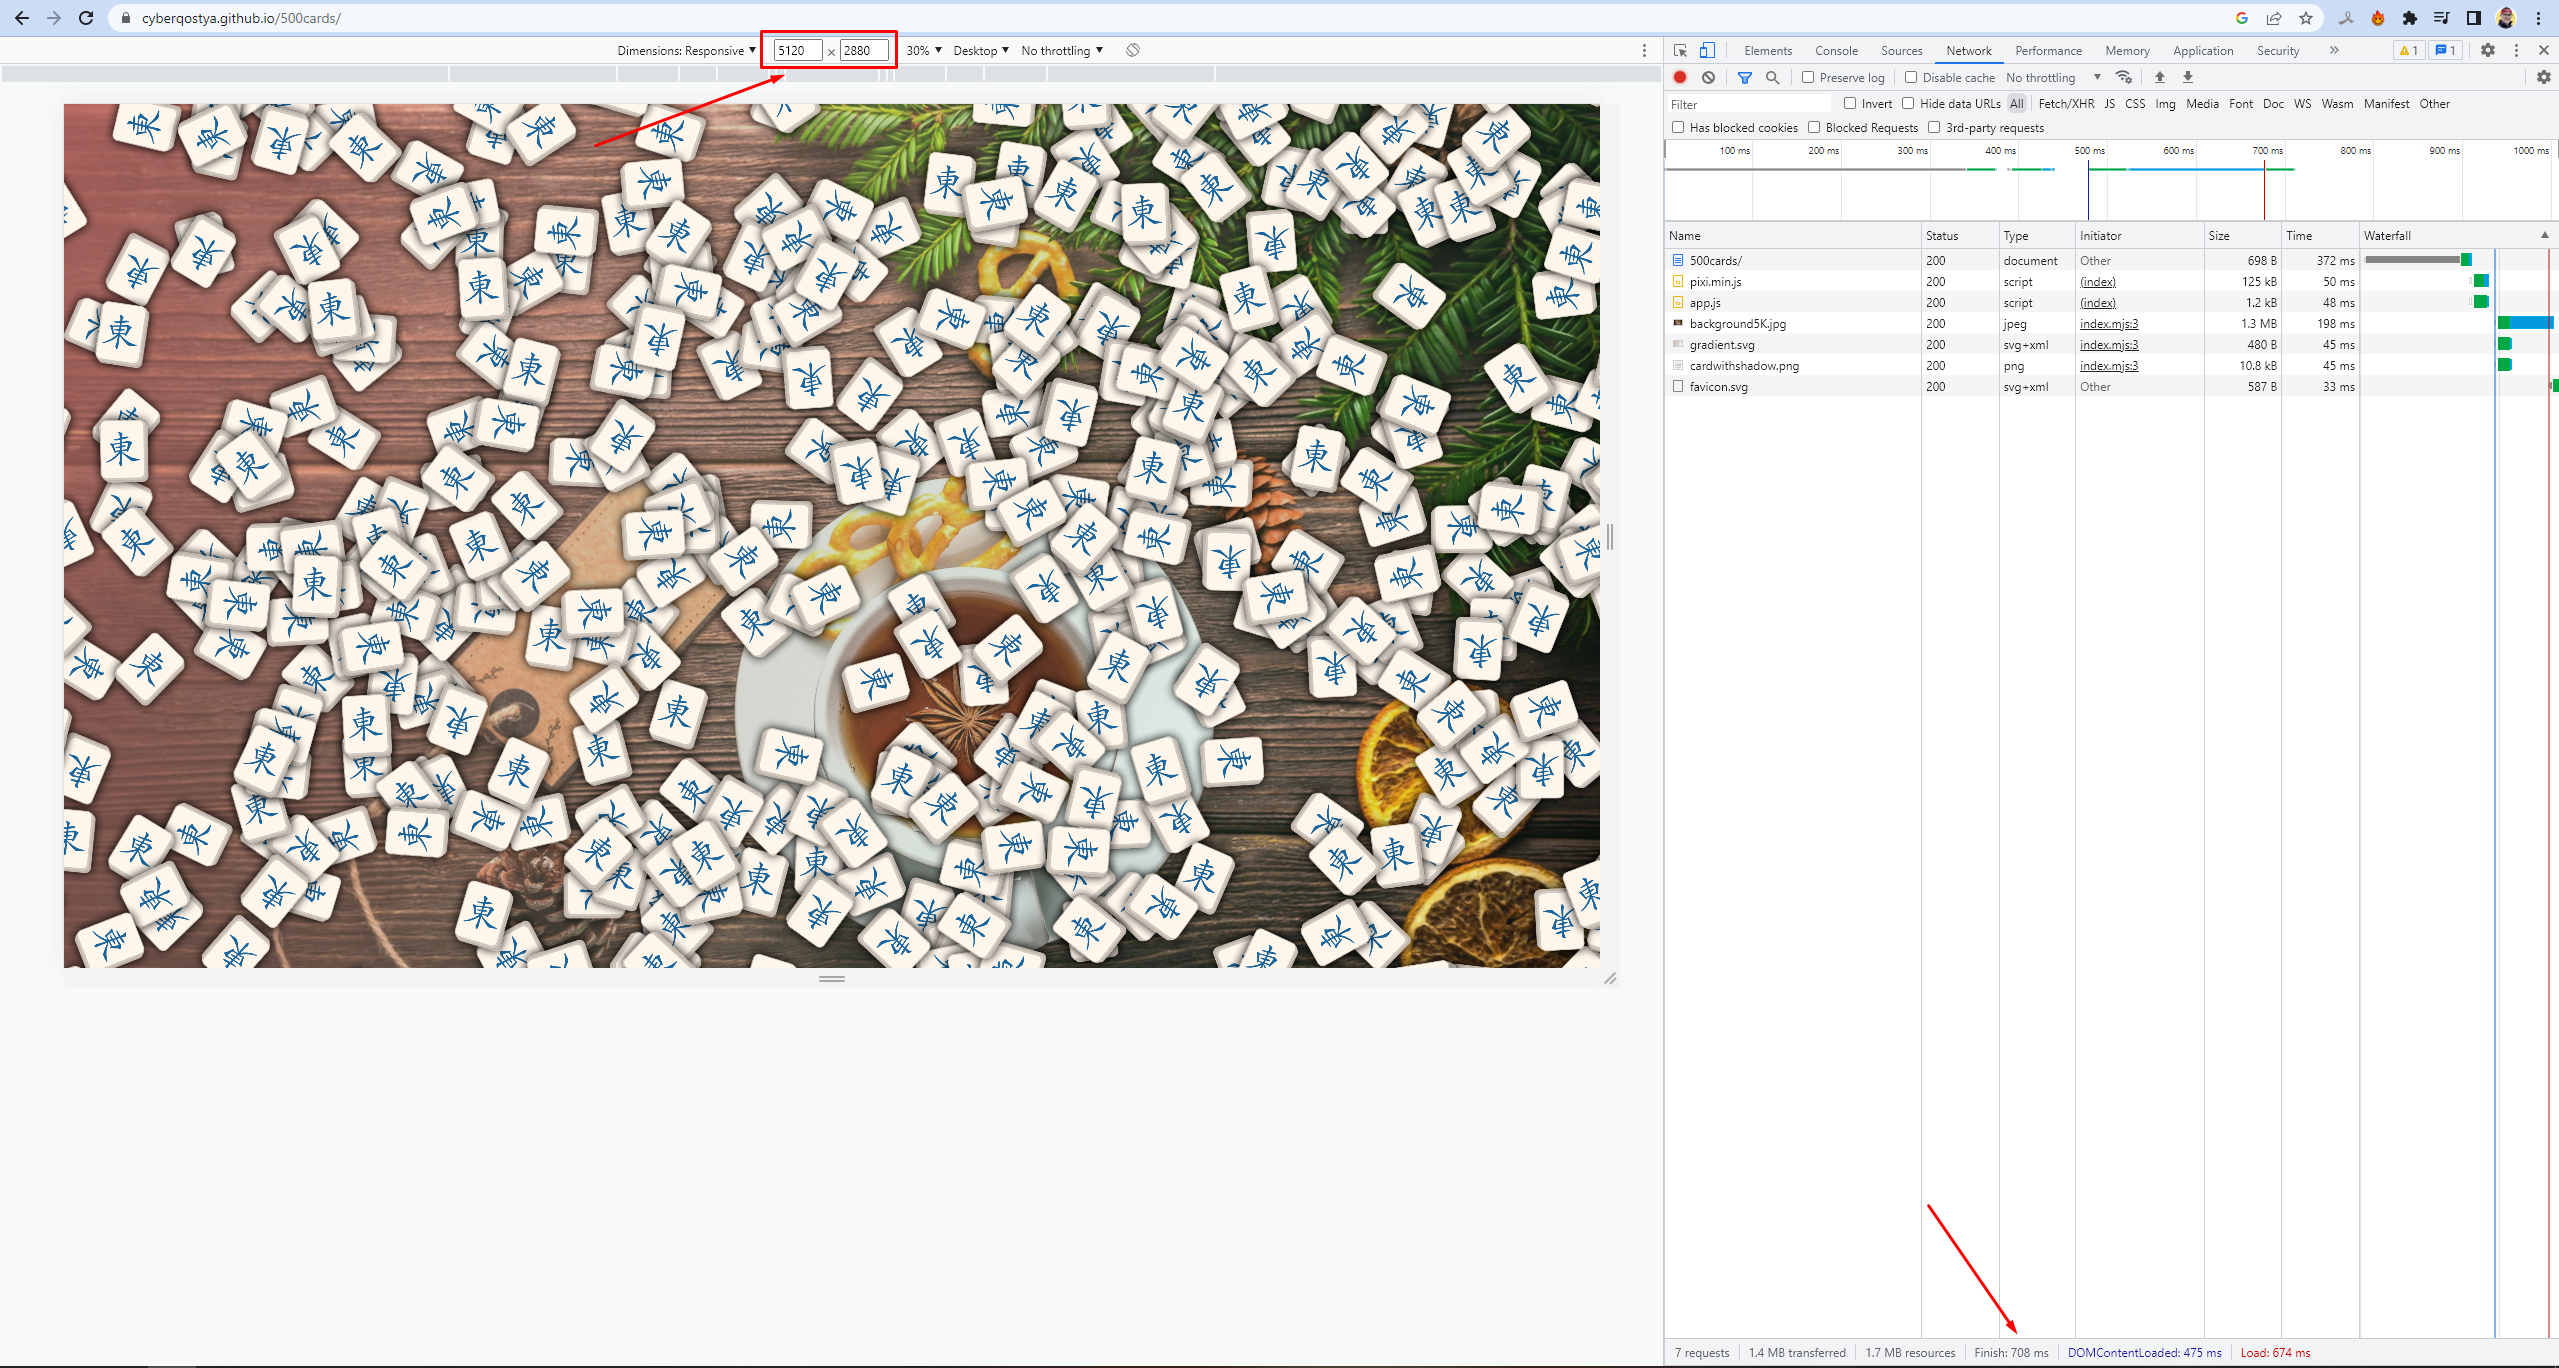 cyberqostya.github.io/500cards/
Dimensions: Responsive 5120 × 2880 30% Desktop No throttling
東
Elements Console Sources Network Performance Memory Application Security 1 1
Preserve log Disable cache No throttling
Filter Invert Hide data URLs All Fetch/XHR JS CSS Img Media Font Doc WS Wasm Manifest Other
Has blocked cookies Blocked Requests 3rd-party requests
100 ms 200 ms 300 ms 400 ms 500 ms 600 ms 700 ms 800 ms 900 ms 1000 ms
Name Status Type Initiator Size Time Waterfall
500cards/ 200 document Other 698 B 372 ms
pixi.min.js 200 script (index) 125 kB 50 ms
app.js 200 script (index) 1.2 kB 48 ms
background5K.jpg 200 jpeg index.mjs:3 1.3 MB 198 ms
gradient.svg 200 svg+xml index.mjs:3 480 B 45 ms
cardwithshadow.png 200 png index.mjs:3 10.8 kB 45 ms
favicon.svg 200 svg+xml Other 587 B 33 ms
7 requests 1.4 MB transferred 1.7 MB resources Finish: 708 ms DOMContentLoaded: 475 ms Load: 674 ms